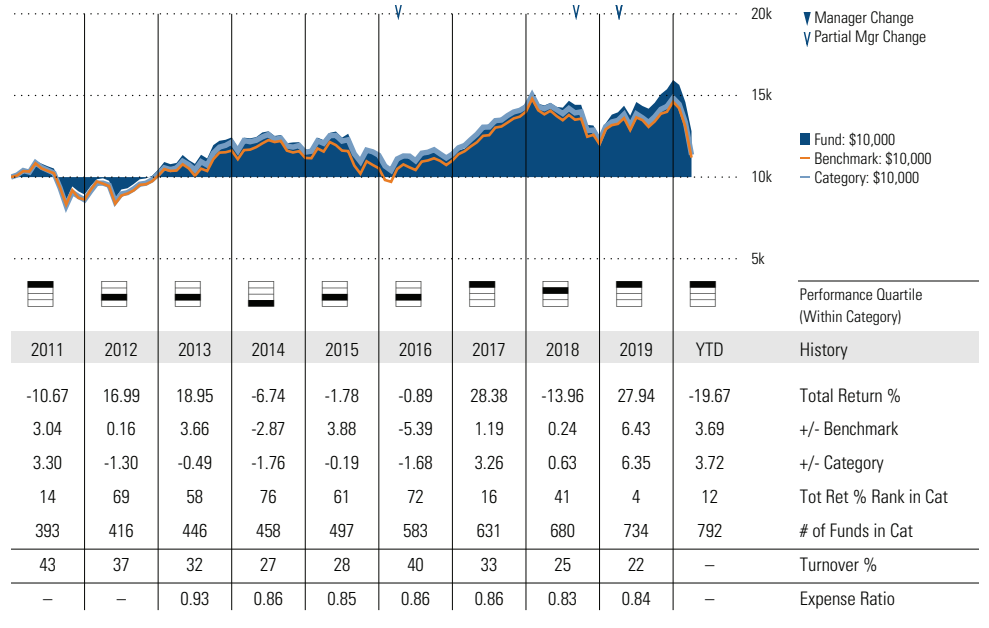 20k
Manager Change
Partial Mgr Change
15k
Fund: $10,000
Benchmark: $10,000
Category: $10,000
10k
5k
Performance Quartile
(Within Category)
2011 2012 2013 2014 2015 2016 2017 2018 2019 YTD History
-10.67 16.99 18.95 -6.74 -1.78 -0.89 28.38 -13.96 27.94 -19.67 Total Return %
3.04 0.16 3.66 -2.87 3.88 -5.39 1.19 0.24 6.43 3.69 +/- Benchmark
3.30 -1.30 -0.49 -1.76 -0.19 -1.68 3.26 0.63 6.35 3.72 +/- Category
14 69 58 76 61 72 16 41 4 12 Tot Ret % Rank in Cat
393 416 446 458 497 583 631 680 734 792 # of Funds in Cat
43 37 32 27 28 40 33 25 22 – Turnover %
– – 0.93 0.86 0.85 0.86 0.86 0.83 0.84 – Expense Ratio